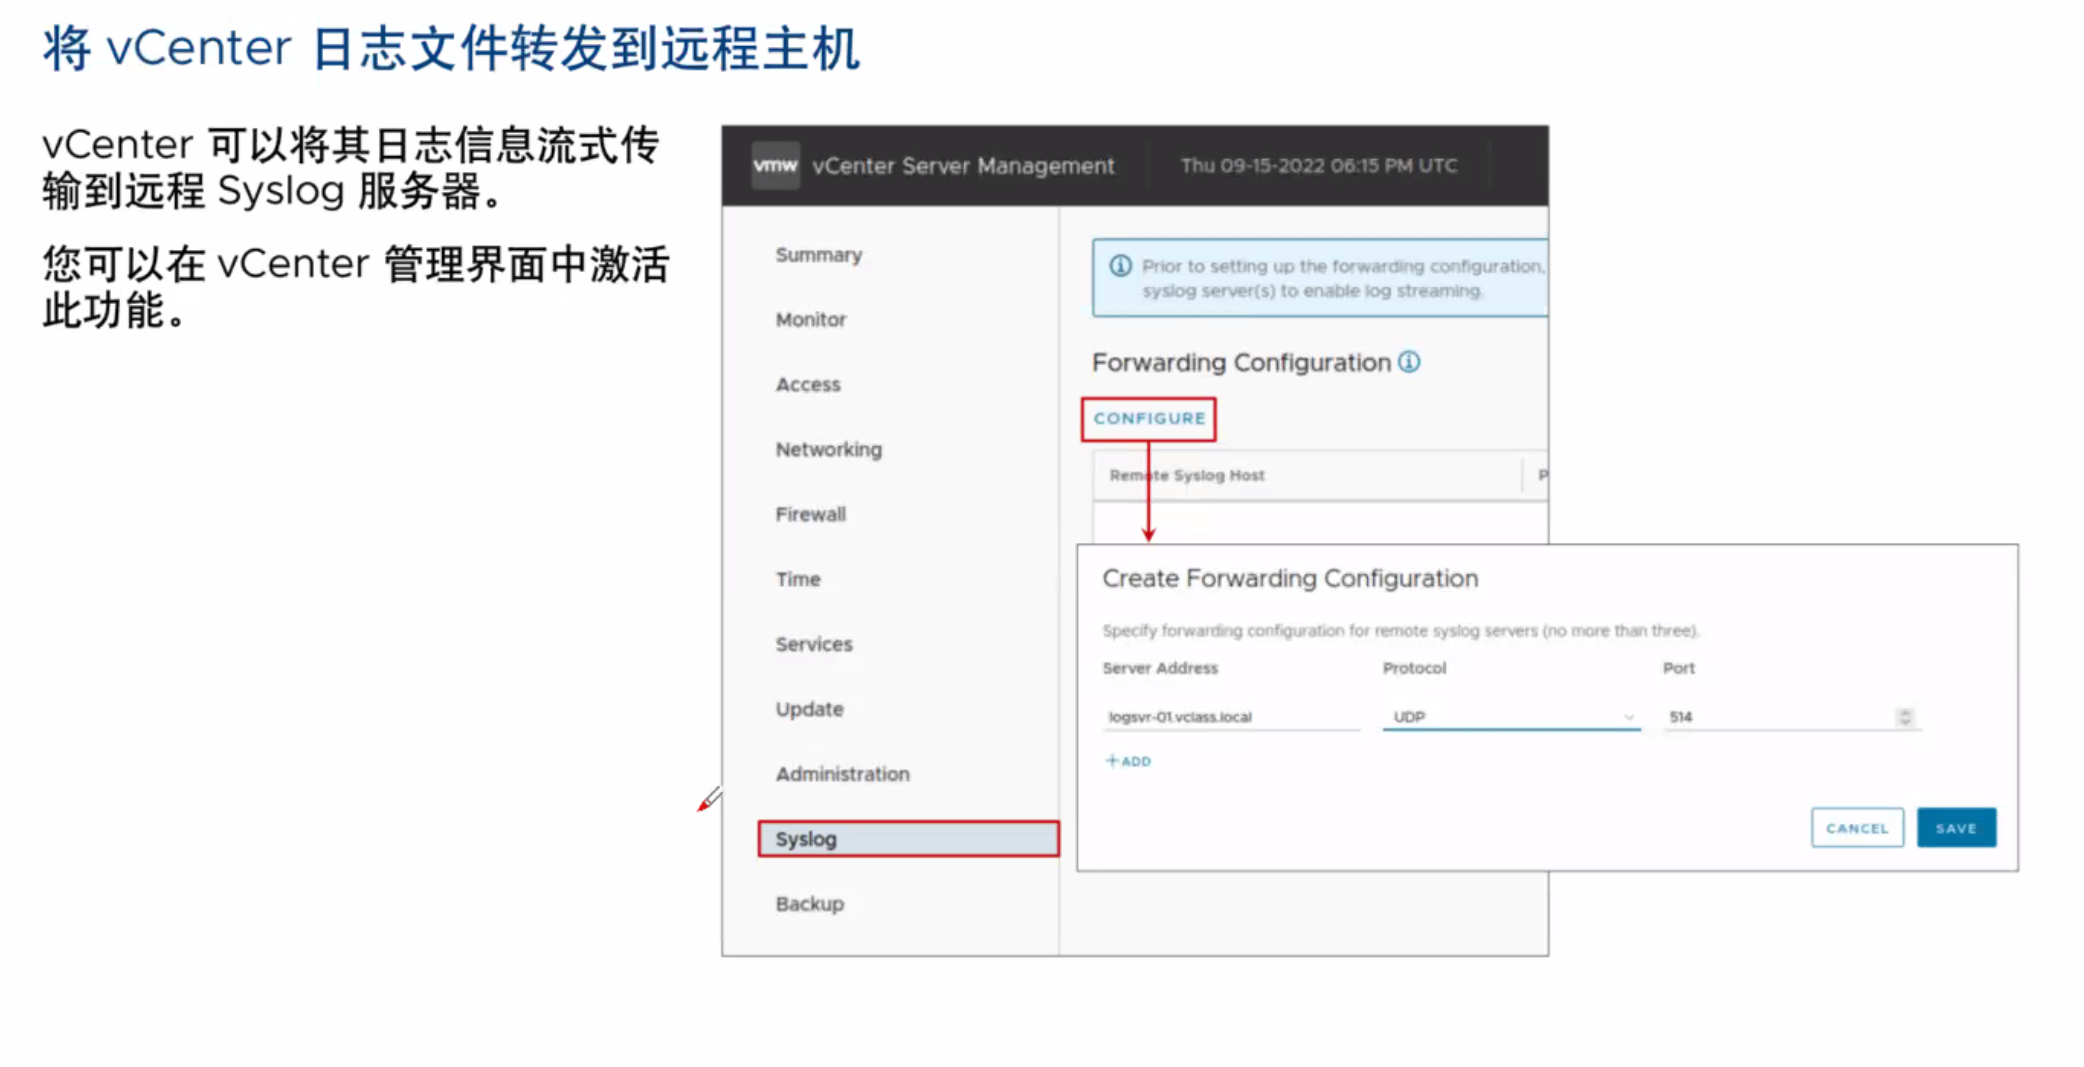 将 vCenter 日志文件转发到远程主机
vCenter 可以将其日志信息流式传
输到远程 Syslog 服务器。
您可以在 vCenter 管理界面中激活
此功能。
vmw vCenter Server Management Thu 09-15-2022 06:15 PM UTC
Summary
Monitor
Access
Networking
Firewall
Time
Services
Update
Administration
Syslog
Backup
Prior to setting up the forwarding configuration,
syslog server(s) to enable log streaming.
Forwarding Configuration
CONFIGURE
Remote Syslog Host P
Create Forwarding Configuration
Specify forwarding configuration for remote syslog servers (no more than three).
Server Address Protocol Port
logsvr-01.vclass.local UDP 514
+ ADD
CANCEL SAVE